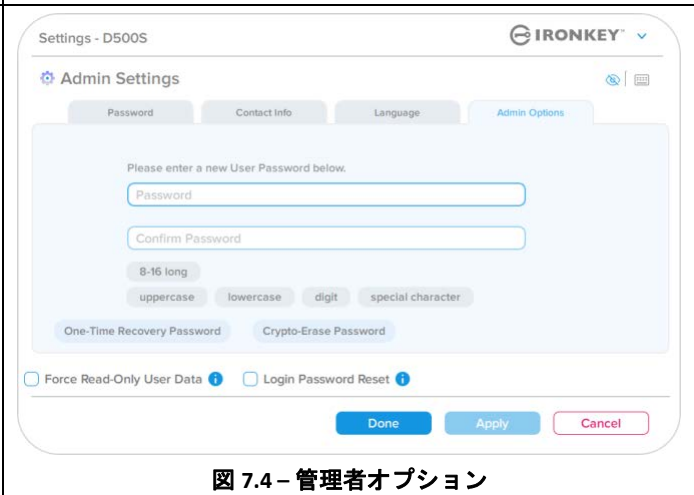 Settings - D500S
IRONKEY™
Admin Settings
Password Contact Info Language Admin Options
Please enter a new User Password below.
Password
Confirm Password
8-16 long
uppercase lowercase digit special character
One-Time Recovery Password Crypto-Erase Password
Force Read-Only User Data i Login Password Reset i
Done Apply Cancel
図 7.4 – 管理者オプション